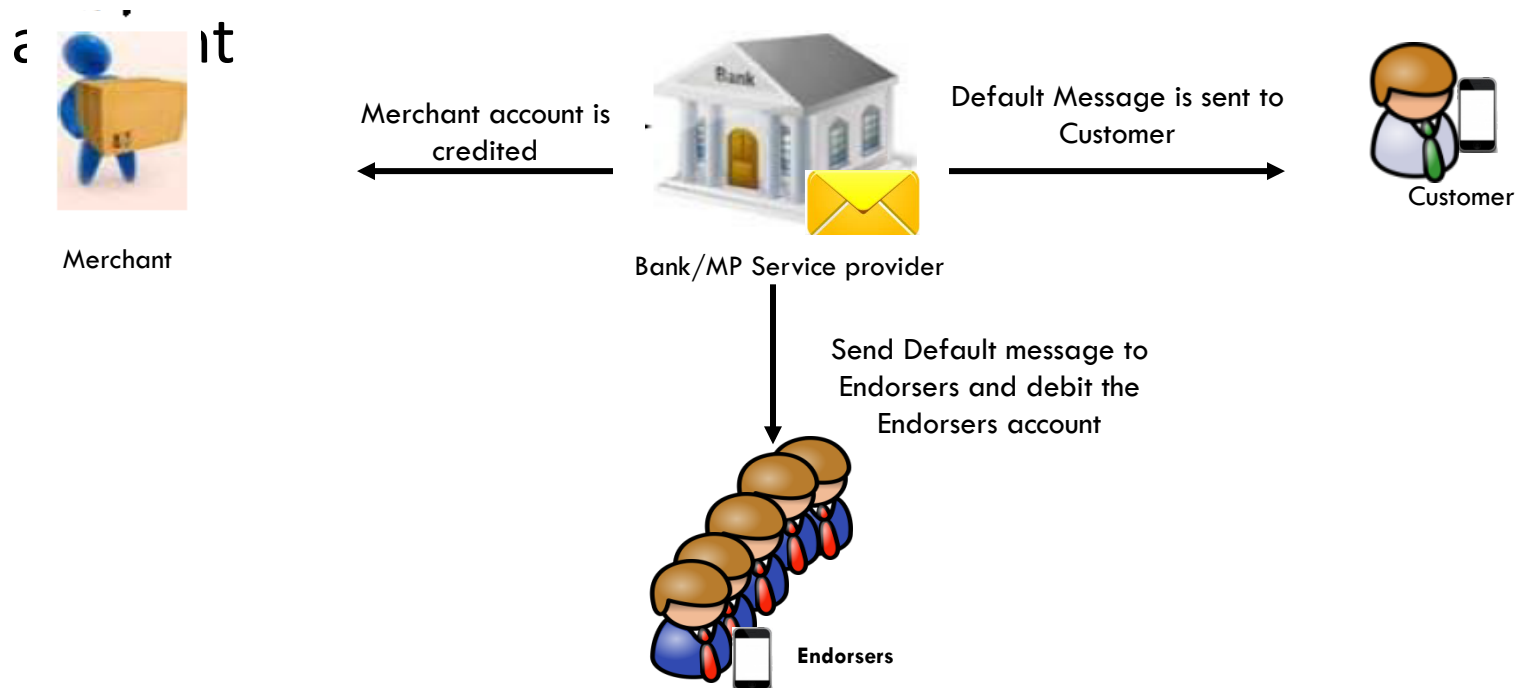 Bank
Merchant account is
credited
Default Message is sent to
Customer
Customer
Merchant
Bank/MP Service provider
Send Default message to
Endorsers and debit the
Endorsers account
Endorsers